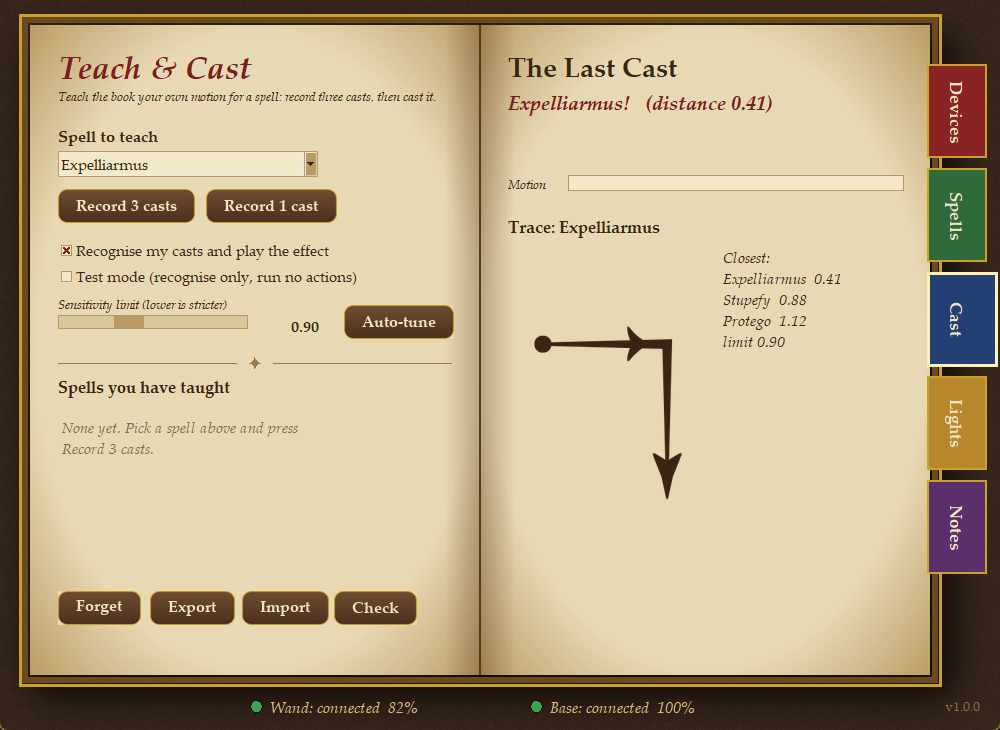 Teach & Cast
Teach the book your own motion for a spell: record three casts, then cast it.
Spell to teach
Expelliarmus
Record 3 casts
Record 1 cast
Recognise my casts and play the effect
Test mode (recognise only, run no actions)
Sensitivity limit (lower is stricter)
0.90
Auto-tune
Spells you have taught
None yet. Pick a spell above and press
Record 3 casts.
Forget
Export
Import
Check
The Last Cast
Expelliarmus! (distance 0.41)
Motion
Trace: Expelliarmus
Closest:
Expelliarmus 0.41
Stupefy 0.88
Protego 1.12
limit 0.90
Devices
Spells
Cast
Lights
Notes
Wand: connected 82%
Base: connected 100%
v1.0.0